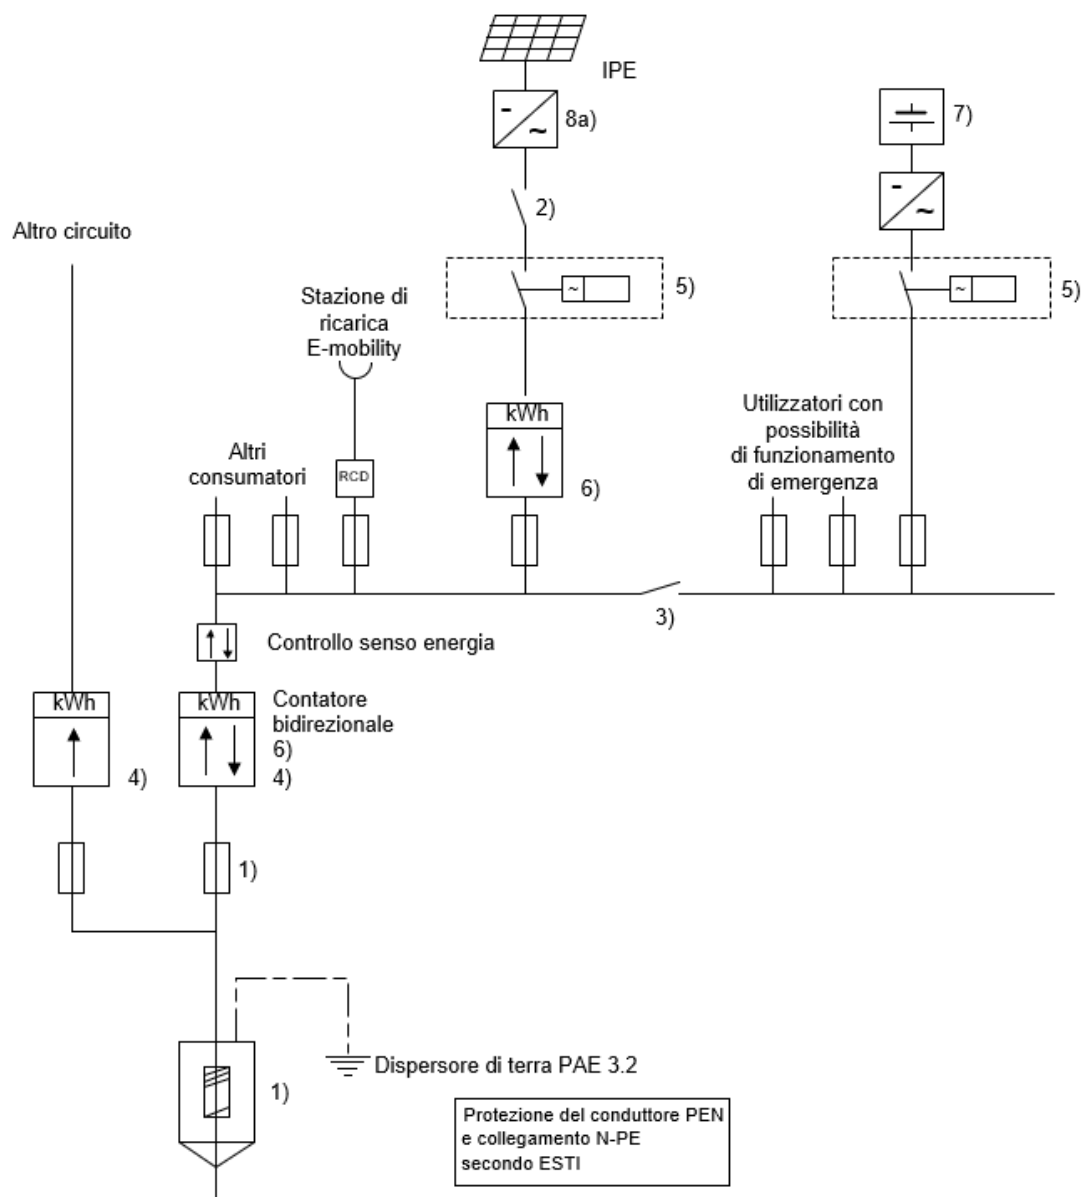 IPE
8a)
7)
2)
Altro circuito
5)
5)
Stazione di
ricarica
E-mobility
kWh
Utilizzatori con
possibilità
di funzionamento
di emergenza
Altri
consumatori
RCD
6)
3)
Controllo senso energia
kWh
kWh
Contatore
bidirezionale
6)
4)
4)
1)
Dispersore di terra PAE 3.2
1)
Protezione del conduttore PEN
e collegamento N-PE
secondo ESTI